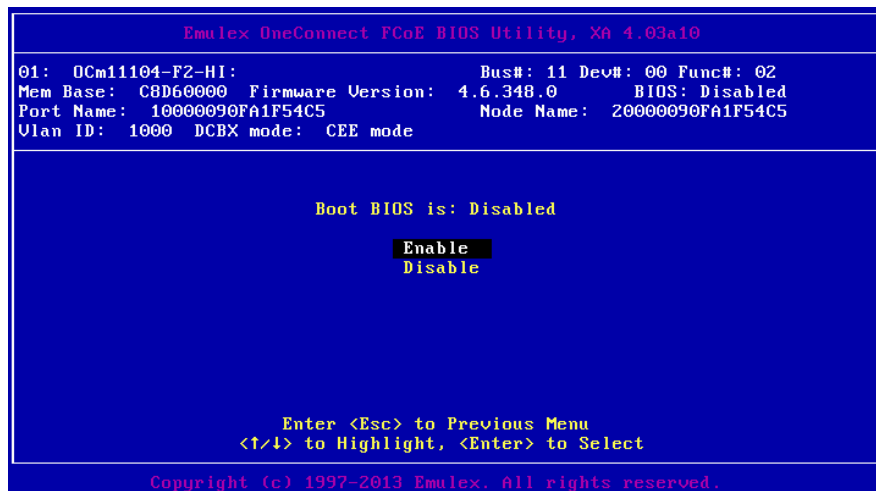 Emulex OneConnect FCoE BIOS Utility, XA 4.03a10
01: OCm11104-F2-HI: Bus#: 11 Dev#: 00 Func#: 02
Mem Base: C8D60000 Firmware Version: 4.6.348.0 BIOS: Disabled
Port Name: 10000090FA1F54C5 Node Name: 20000090FA1F54C5
Vlan ID: 1000 DCBX mode: CEE mode
Boot BIOS is: Disabled
Enable
Disable
Enter <Esc> to Previous Menu
<↑/↓> to Highlight, <Enter> to Select
Copyright (c) 1997-2013 Emulex. All rights reserved.